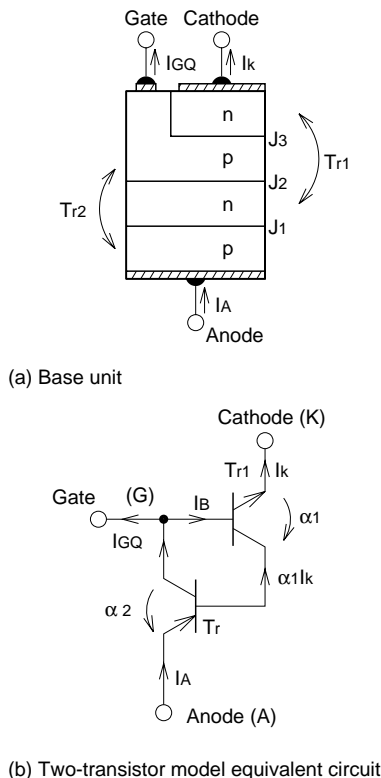 Gate Cathode
IGQ Ik
n
J3
p
J2 Tr1
Tr2
n
J1
p
IA
Anode
(a) Base unit
Cathode (K)
Tr1 Ik
Gate (G) IB α1
IGQ
α1Ik
α2
Tr
IA
Anode (A)
(b) Two-transistor model equivalent circuit